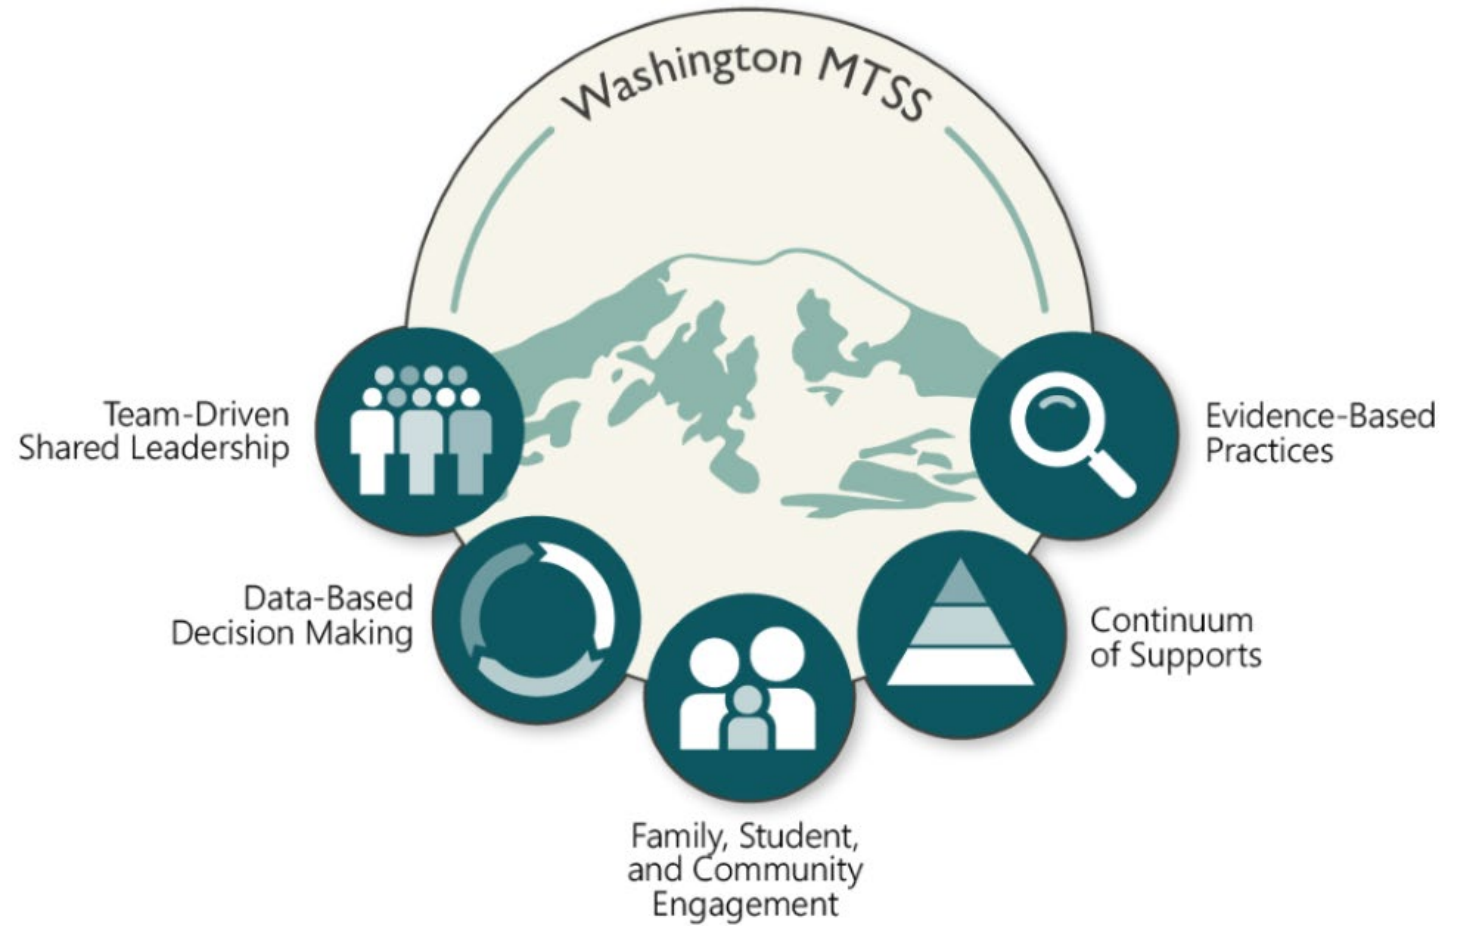 Washington MTSS
Team-Driven
Shared Leadership
Evidence-Based
Practices
Data-Based
Decision Making
Continuum
of Supports
Family, Student,
and Community
Engagement